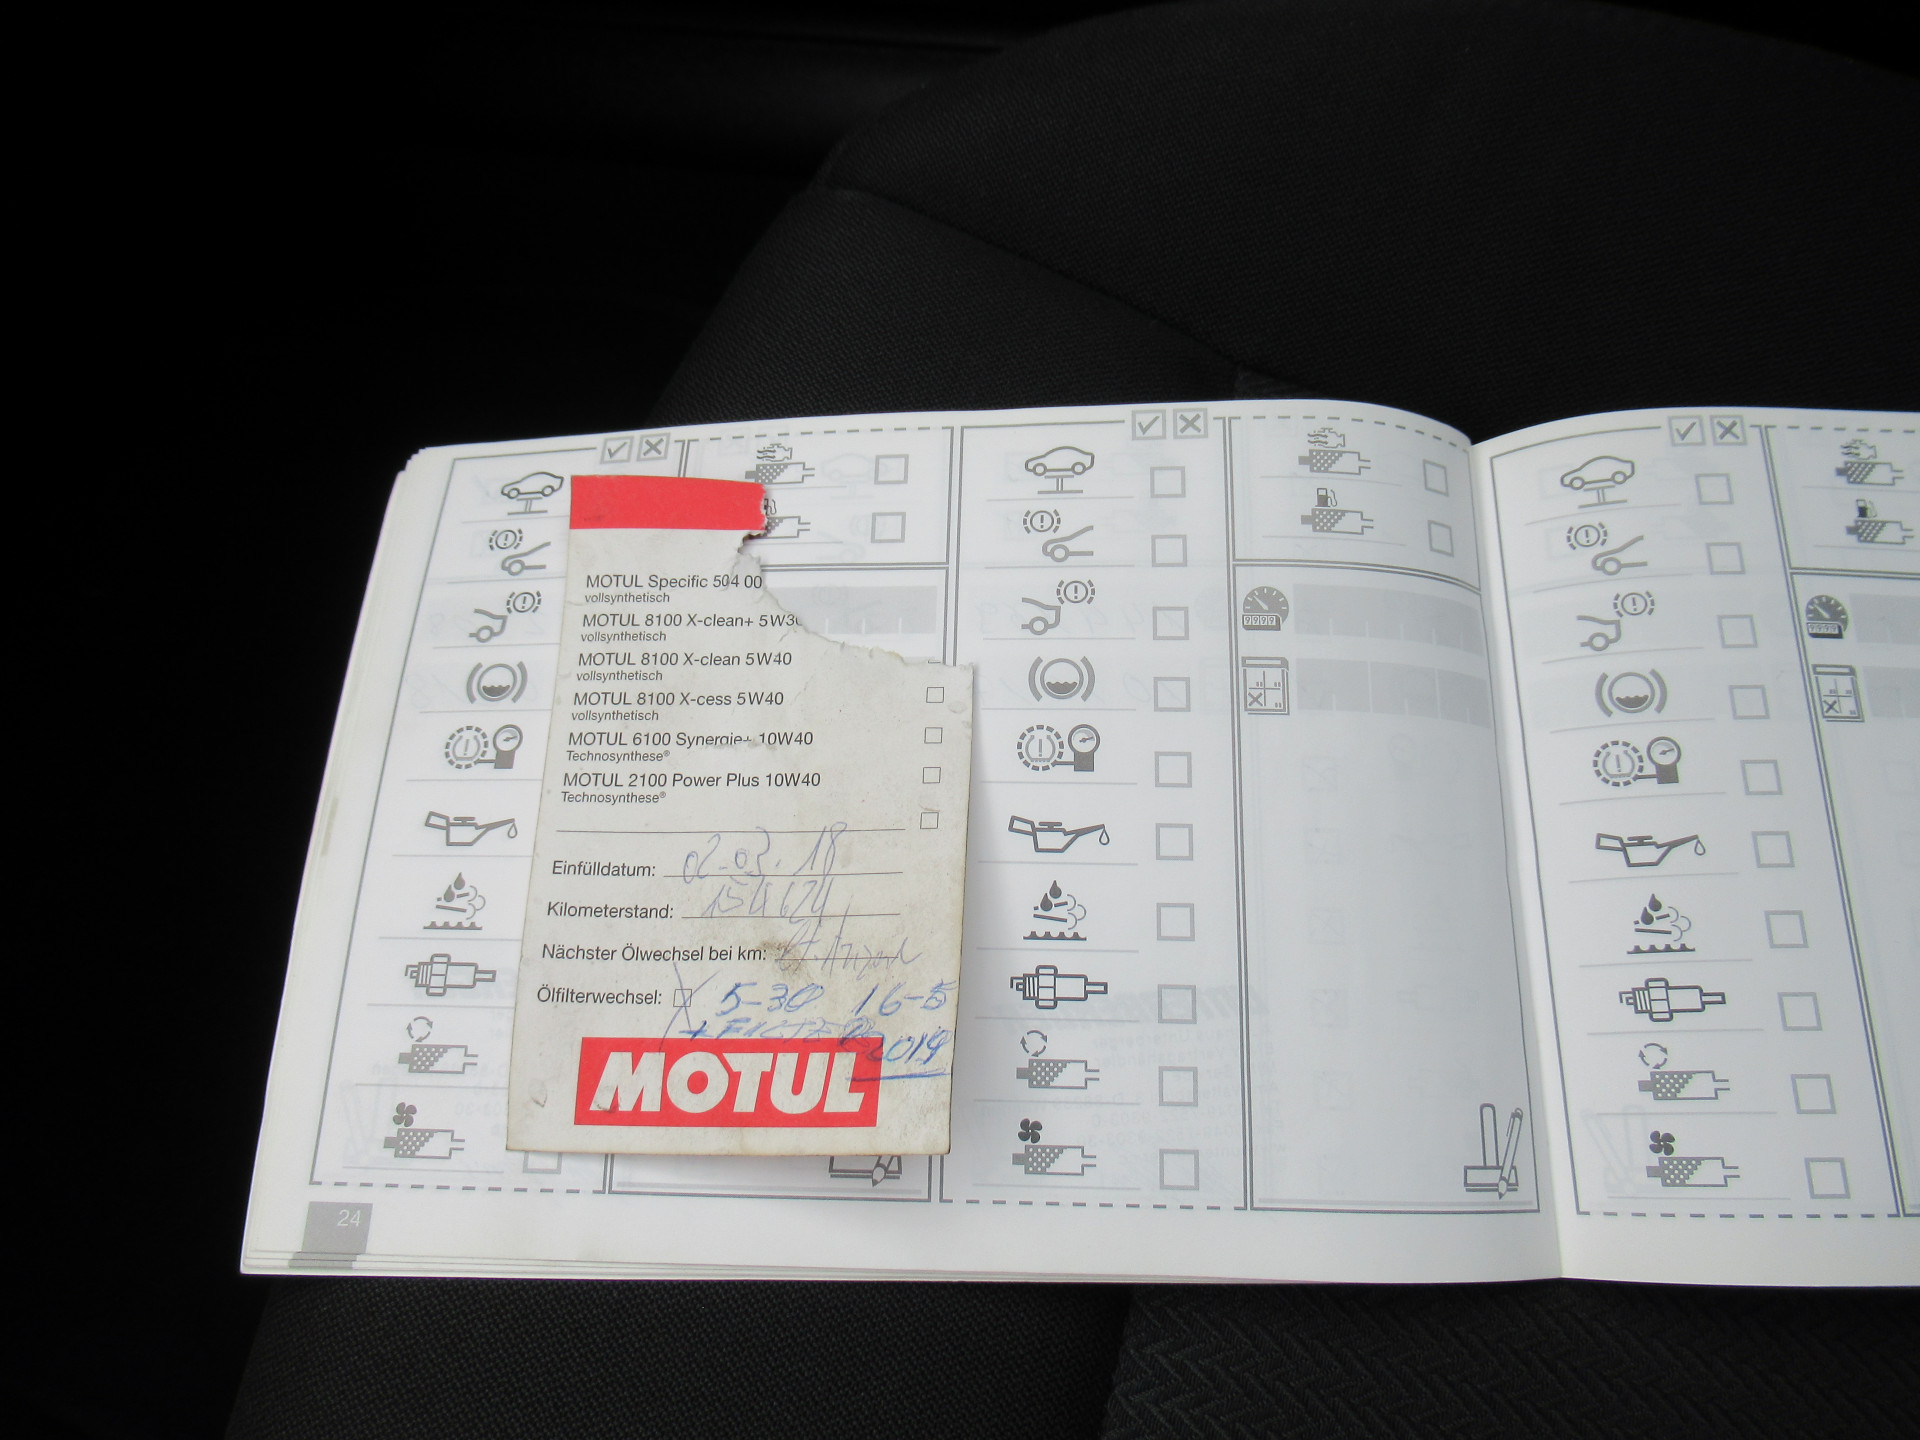 MOTUL Specific 504 00
vollsynthetisch
MOTUL 8100 X-clean+ 5W30
vollsynthetisch
MOTUL 8100 X-clean 5W40
vollsynthetisch
MOTUL 8100 X-cess 5W40
vollsynthetisch
MOTUL 6100 Synergie+ 10W40
Technosynthese®
MOTUL 2100 Power Plus 10W40
Technosynthese®
Einfülldatum: 02.03.18
Kilometerstand: 154624
Nächster Ölwechsel bei km:
Ölfilterwechsel: 5-30 16-5
+ FILTER 2019
MOTUL
24